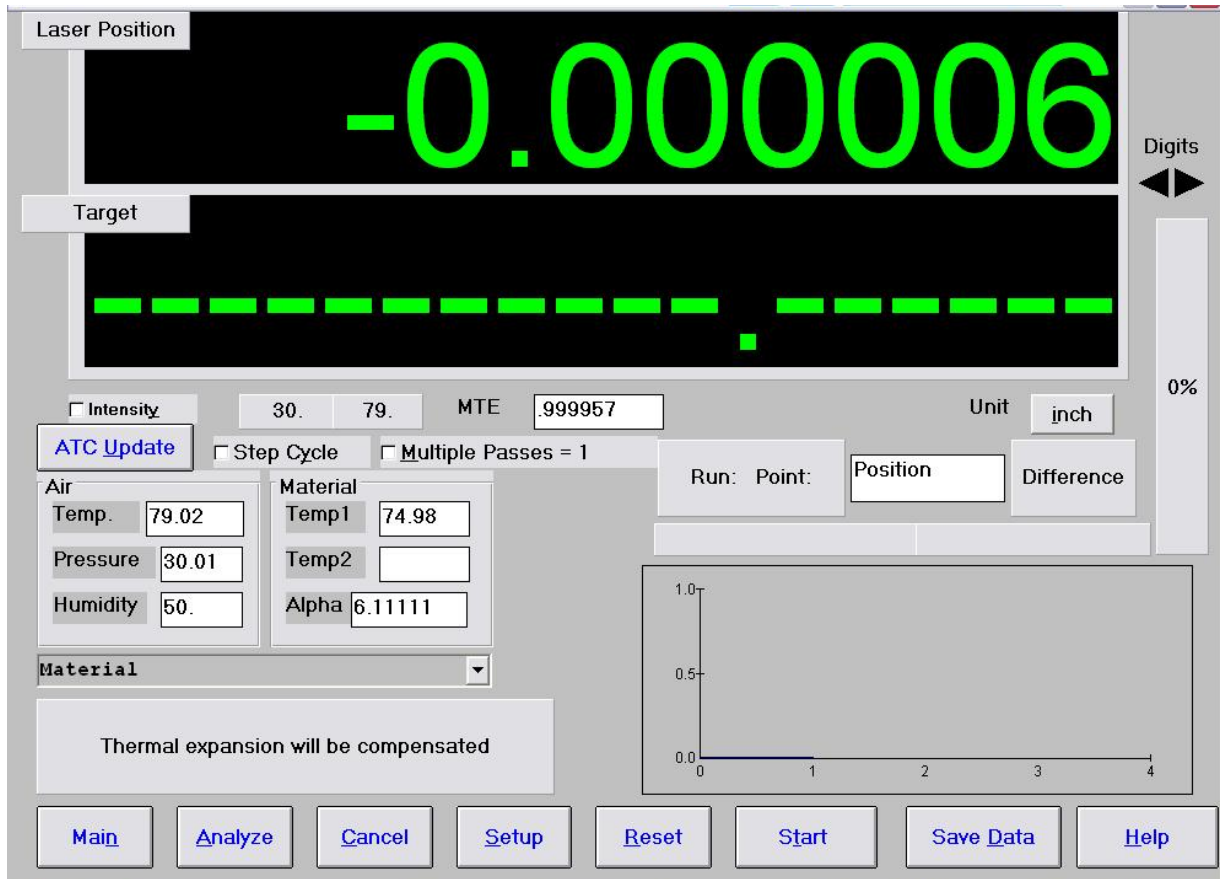 Laser Position
-0.000006
Digits
Target
-----------.------
0%
Intensity
30. 79. MTE .999957 Unit inch
ATC Update
Step Cycle Multiple Passes = 1
Run: Point: Position Difference
Air
Temp. 79.02
Pressure 30.01
Humidity 50.
Material
Temp1 74.98
Temp2
Alpha 6.11111
Material
Thermal expansion will be compensated
1.0
0.5
0.0
0 1 2 3 4
Main Analyze Cancel Setup Reset Start Save Data Help